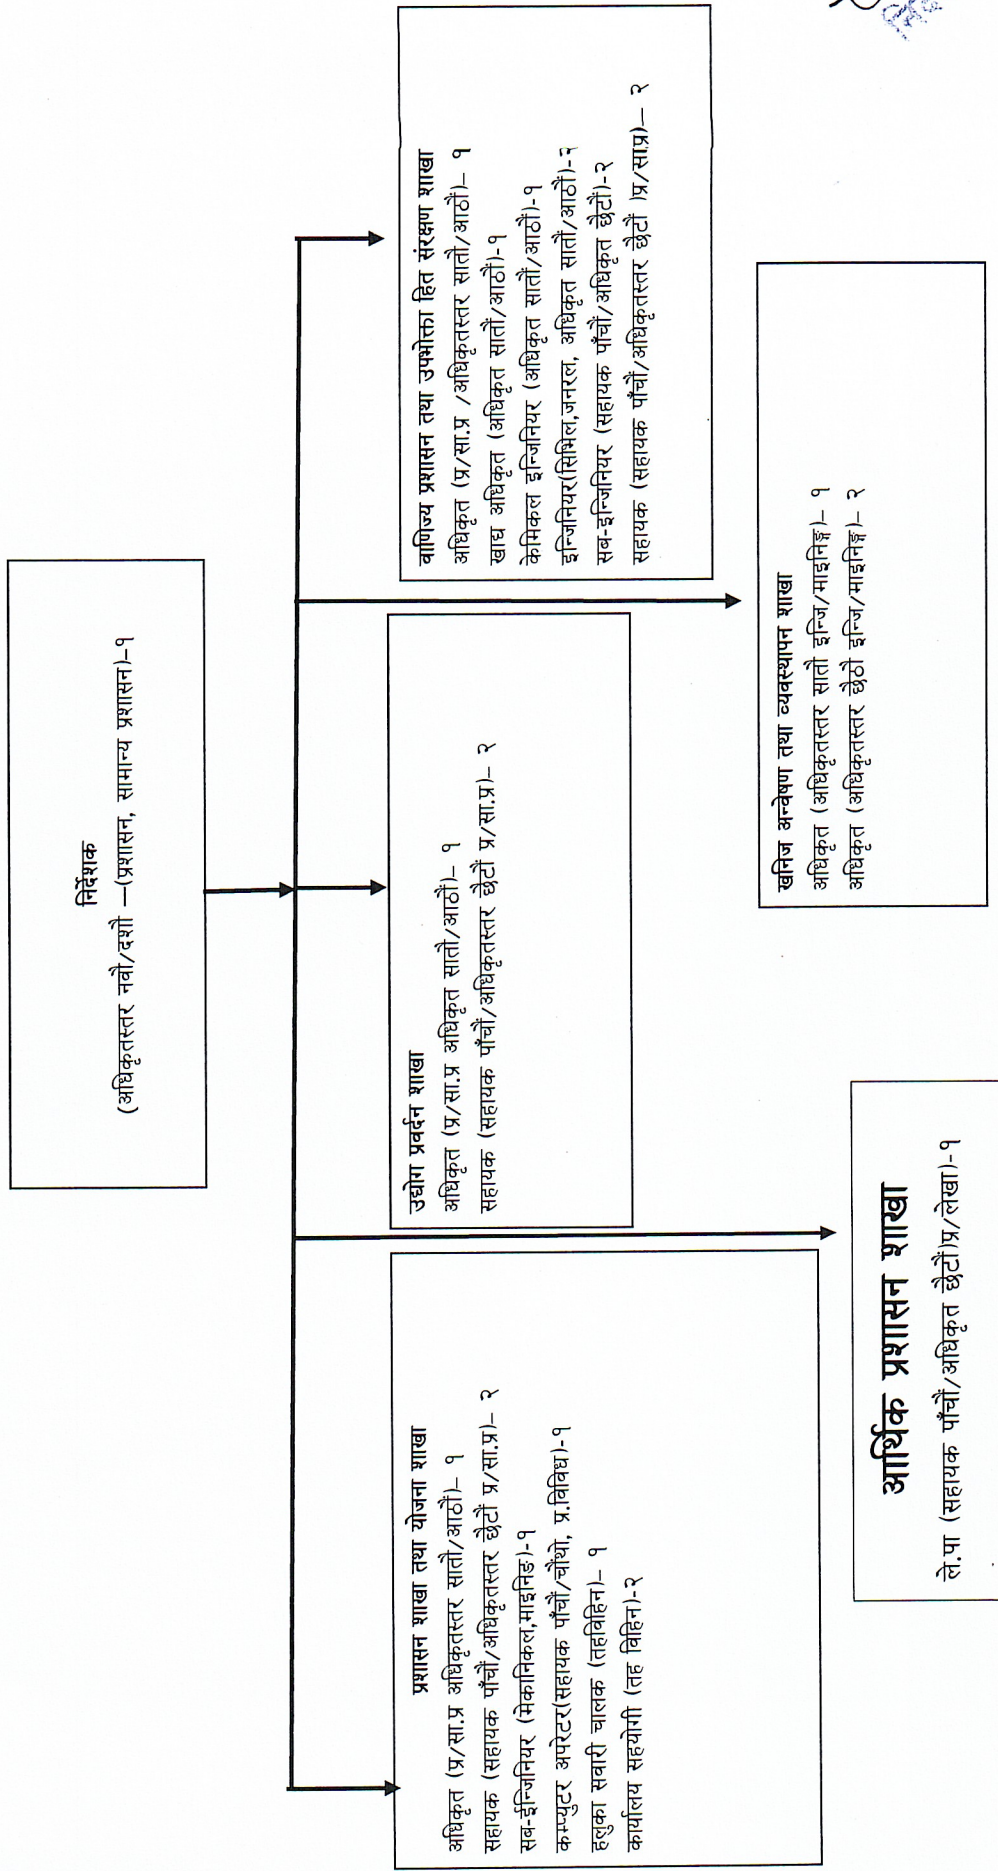 निर्देशक
(अधिकृतस्तर नवौ/दशौ –(प्रशासन, सामान्य प्रशासन)-१
प्रशासन शाखा तथा योजना शाखा
अधिकृत (प्र/सा.प्र अधिकृतस्तर सातौ/आठौं)– १
सहायक (सहायक पाँचौं/अधिकृतस्तर छैटौं प्र/सा.प्र)– २
सब-ईन्जिनियर (मेकानिकल,माइनिङ)-१
कम्प्युटर अपरेटर(सहायक पाँचौं/चौंथो, प्र.विविध)-१
हलुका सवारी चालक (तहविहिन)– १
कार्यालय सहयोगी (तह विहिन)-२
उद्योग प्रवर्दन शाखा
अधिकृत (प्र/सा.प्र अधिकृत सातौ/आठौं)– १
सहायक (सहायक पाँचौं/अधिकृतस्तर छैटौं प्र/सा.प्र)– २
वाणिज्य प्रशासन तथा उपभोक्ता हित संरक्षण शाखा
अधिकृत (प्र/सा.प्र /अधिकृतस्तर सातौं/आठौं)– १
खाद्य अधिकृत (अधिकृत सातौं/आठौं)-१
केमिकल इन्जिनियर (अधिकृत सातौं/आठौं)-१
इन्जिनियर(सिभिल,जनरल, अधिकृत सातौं/आठौं)-२
सब-इन्जिनियर (सहायक पाँचौं/अधिकृत छैटौं)-२
सहायक (सहायक पाँचौं/अधिकृतस्तर छैटौं )प्र/सा.प्र)– २
आर्थिक प्रशासन शाखा
ले.पा (सहायक पाँचौं/अधिकृत छैटौं)प्र/लेखा)-१
खनिज अन्वेषण तथा व्यवस्थापन शाखा
अधिकृत (अधिकृतस्तर सातौ इन्जि/माइनिङ्ग)– १
अधिकृत (अधिकृतस्तर छैठौ इन्जि/माइनिङ्ग)– २